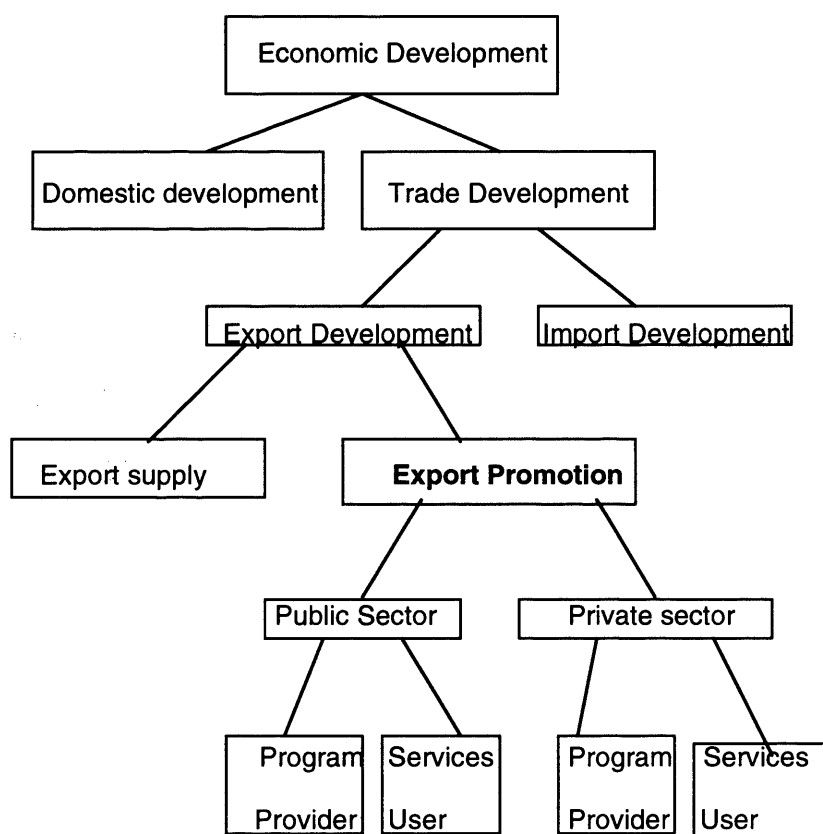 Economic Development
Domestic development
Trade Development
Export Development
Import Development
Export supply
Export Promotion
Public Sector
Private sector
Program
Provider
Services
User
Program
Provider
Services
User